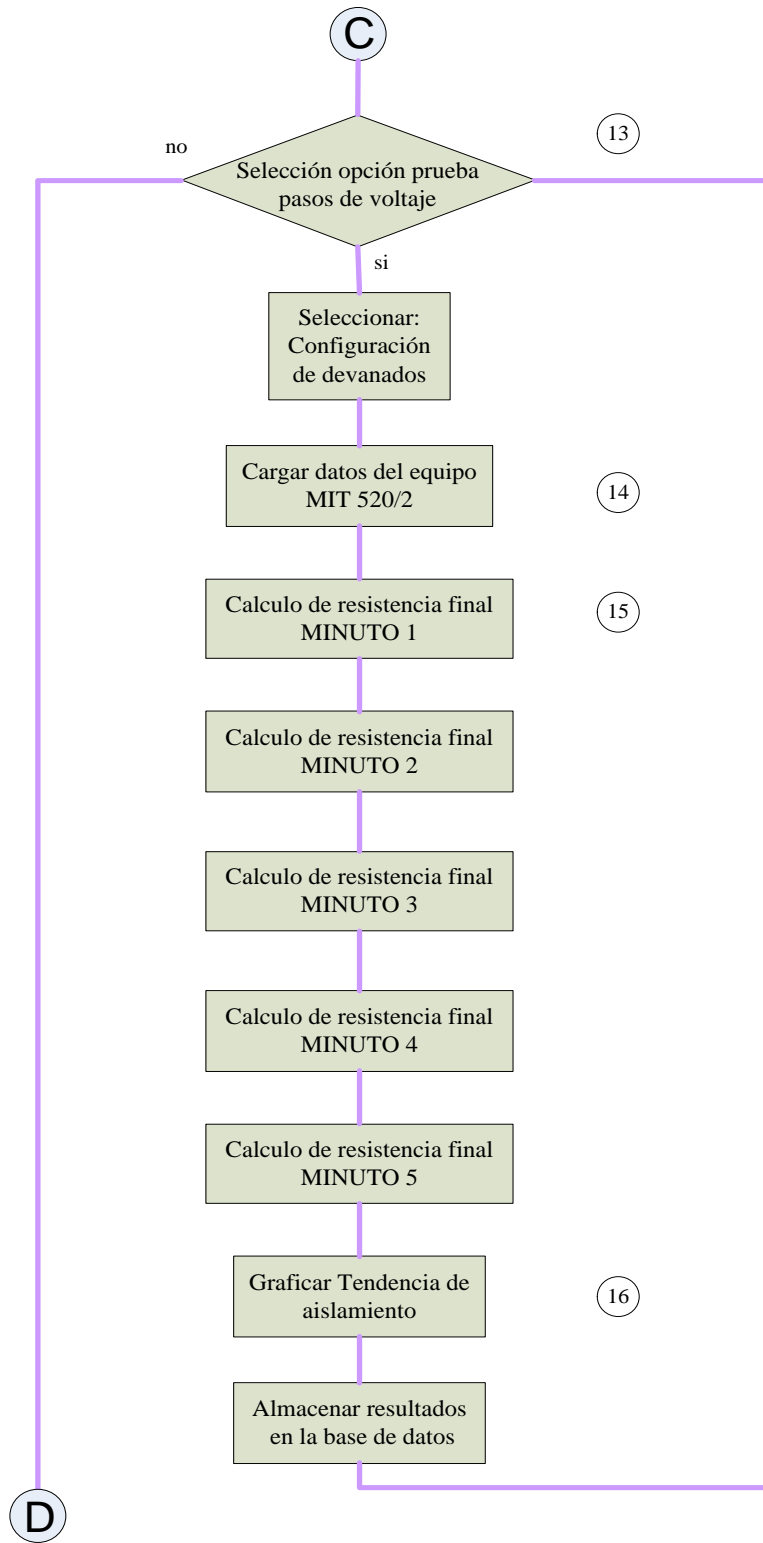 C
13
no
Selección opción prueba
pasos de voltaje
si
Seleccionar:
Configuración
de devanados
Cargar datos del equipo
MIT 520/2
14
Calculo de resistencia final
MINUTO 1
15
Calculo de resistencia final
MINUTO 2
Calculo de resistencia final
MINUTO 3
Calculo de resistencia final
MINUTO 4
Calculo de resistencia final
MINUTO 5
Graficar Tendencia de
aislamiento
16
Almacenar resultados
en la base de datos
D